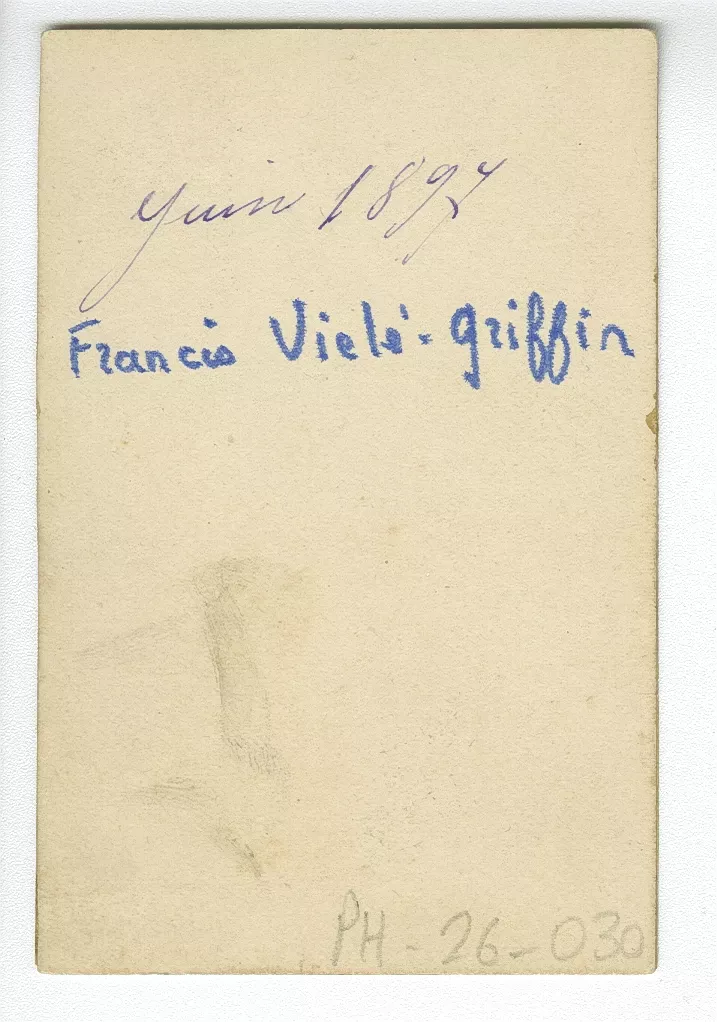 Juin 1897
Francis Vielé-Griffin
PH-26-030